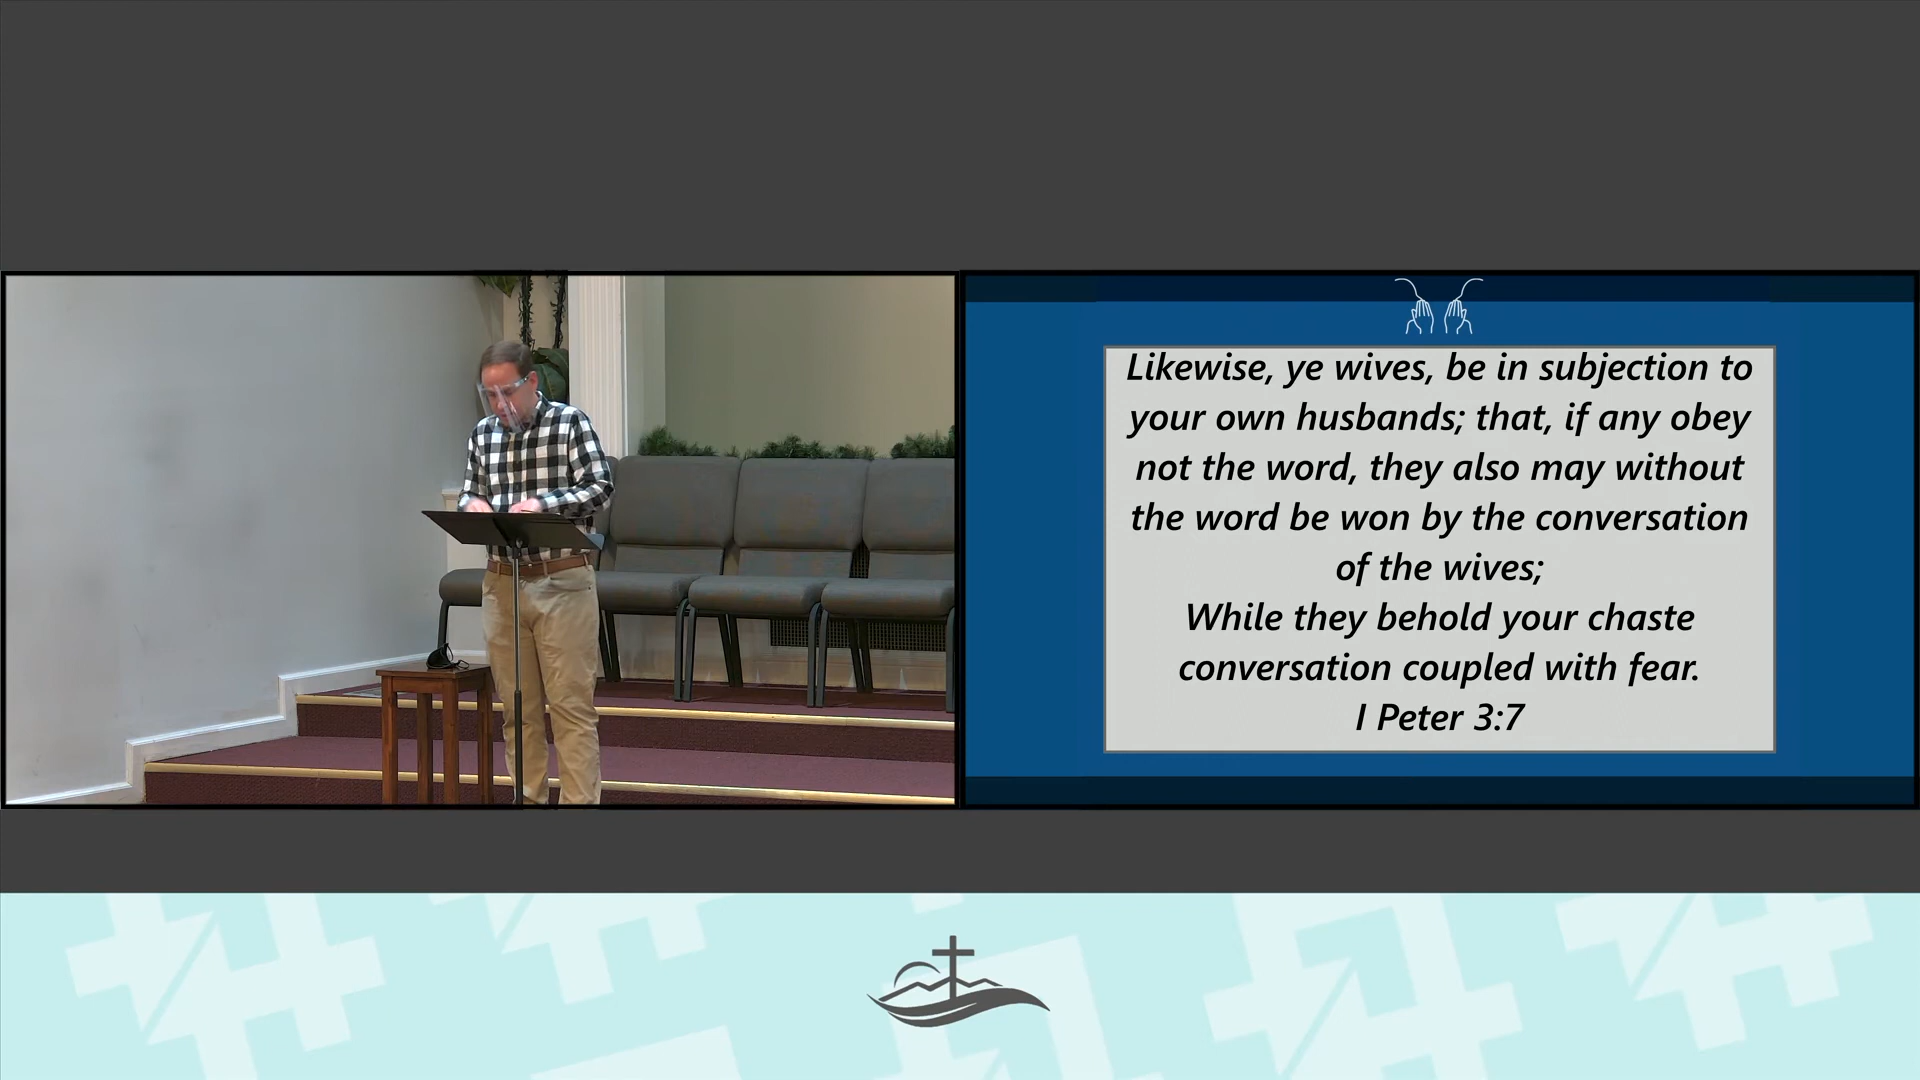 Likewise, ye wives, be in subjection to
your own husbands; that, if any obey
not the word, they also may without
the word be won by the conversation
of the wives;
While they behold your chaste
conversation coupled with fear.
I Peter 3:7